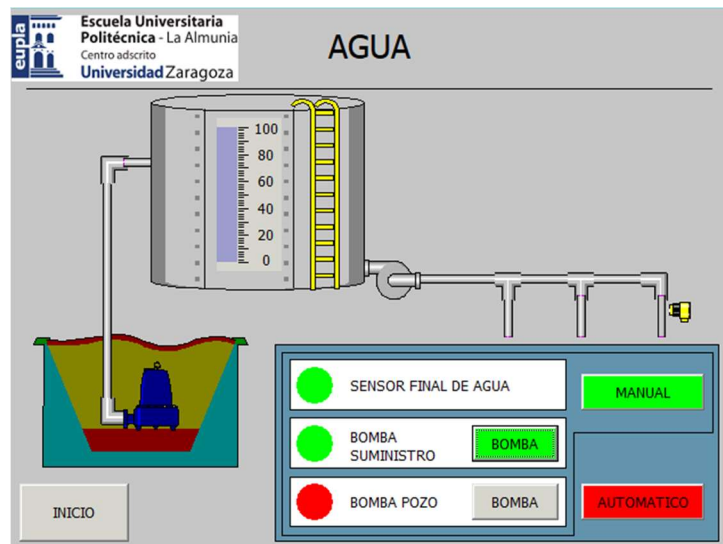 eupla
Escuela Universitaria
Politécnica - La Almunia
Centro adscrito
Universidad Zaragoza
AGUA
100
80
60
40
20
0
SENSOR FINAL DE AGUA
MANUAL
BOMBA
SUMINISTRO
BOMBA
BOMBA POZO
BOMBA
AUTOMATICO
INICIO